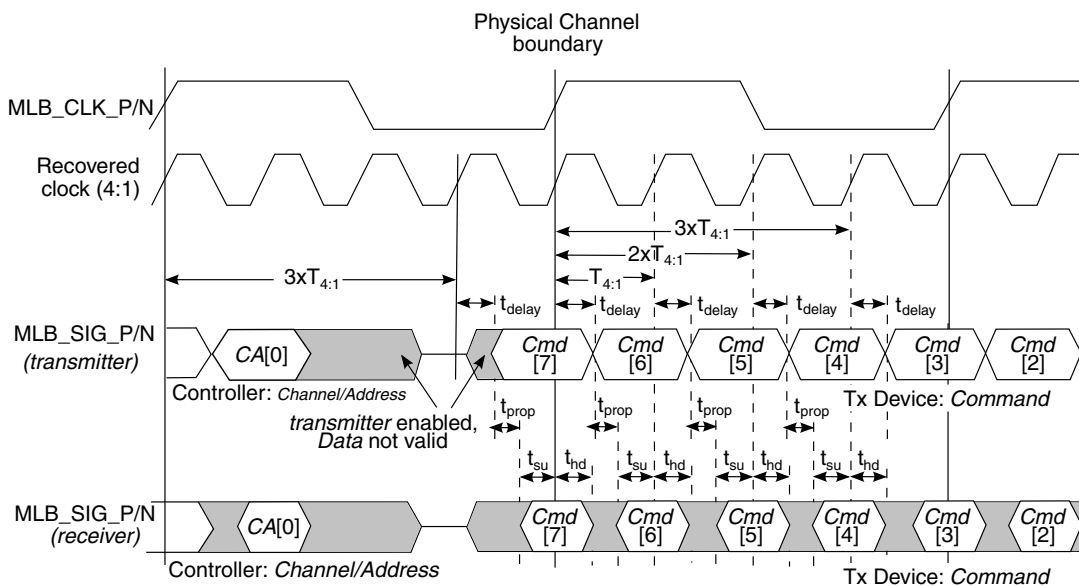 Physical Channel
boundary
MLB_CLK_P/N
Recovered
clock (4:1)
3xT4:1
2xT4:1
3xT4:1
T4:1
tdelay
tdelay
tdelay
tdelay
tdelay
MLB_SIG_P/N
(transmitter)
CA[0]
Cmd
[7]
Cmd
[6]
Cmd
[5]
Cmd
[4]
Cmd
[3]
Cmd
[2]
Controller: Channel/Address
Tx Device: Command
transmitter enabled,
Data not valid
tprop
tprop
tprop
tprop
tsu
thd
tsu
thd
tsu
thd
tsu
thd
MLB_SIG_P/N
(receiver)
CA[0]
Cmd
[7]
Cmd
[6]
Cmd
[5]
Cmd
[4]
Cmd
[3]
Cmd
[2]
Controller: Channel/Address
Tx Device: Command